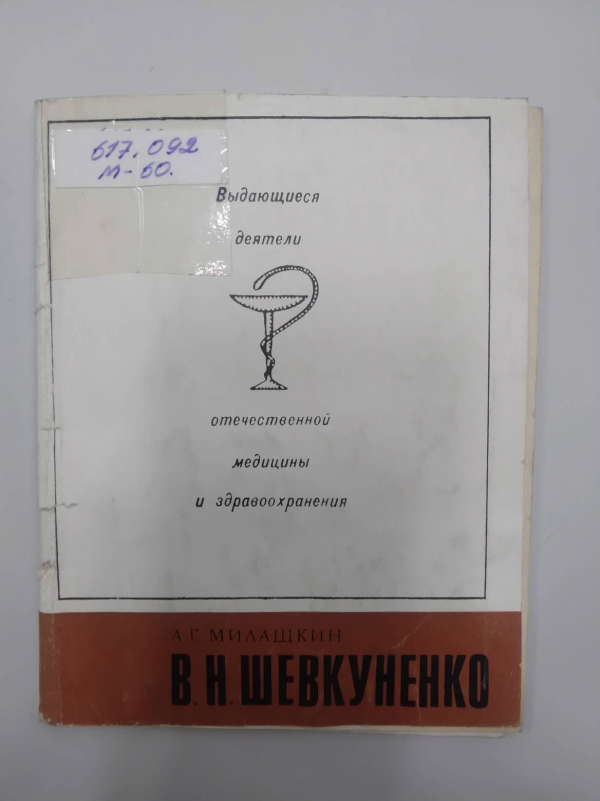 617.092
М-60.
Выдающиеся
деятели
отечественной
медицины
и здравоохранения
А.Г. МИЛАШКИН
В.Н.ШЕВКУНЕНКО